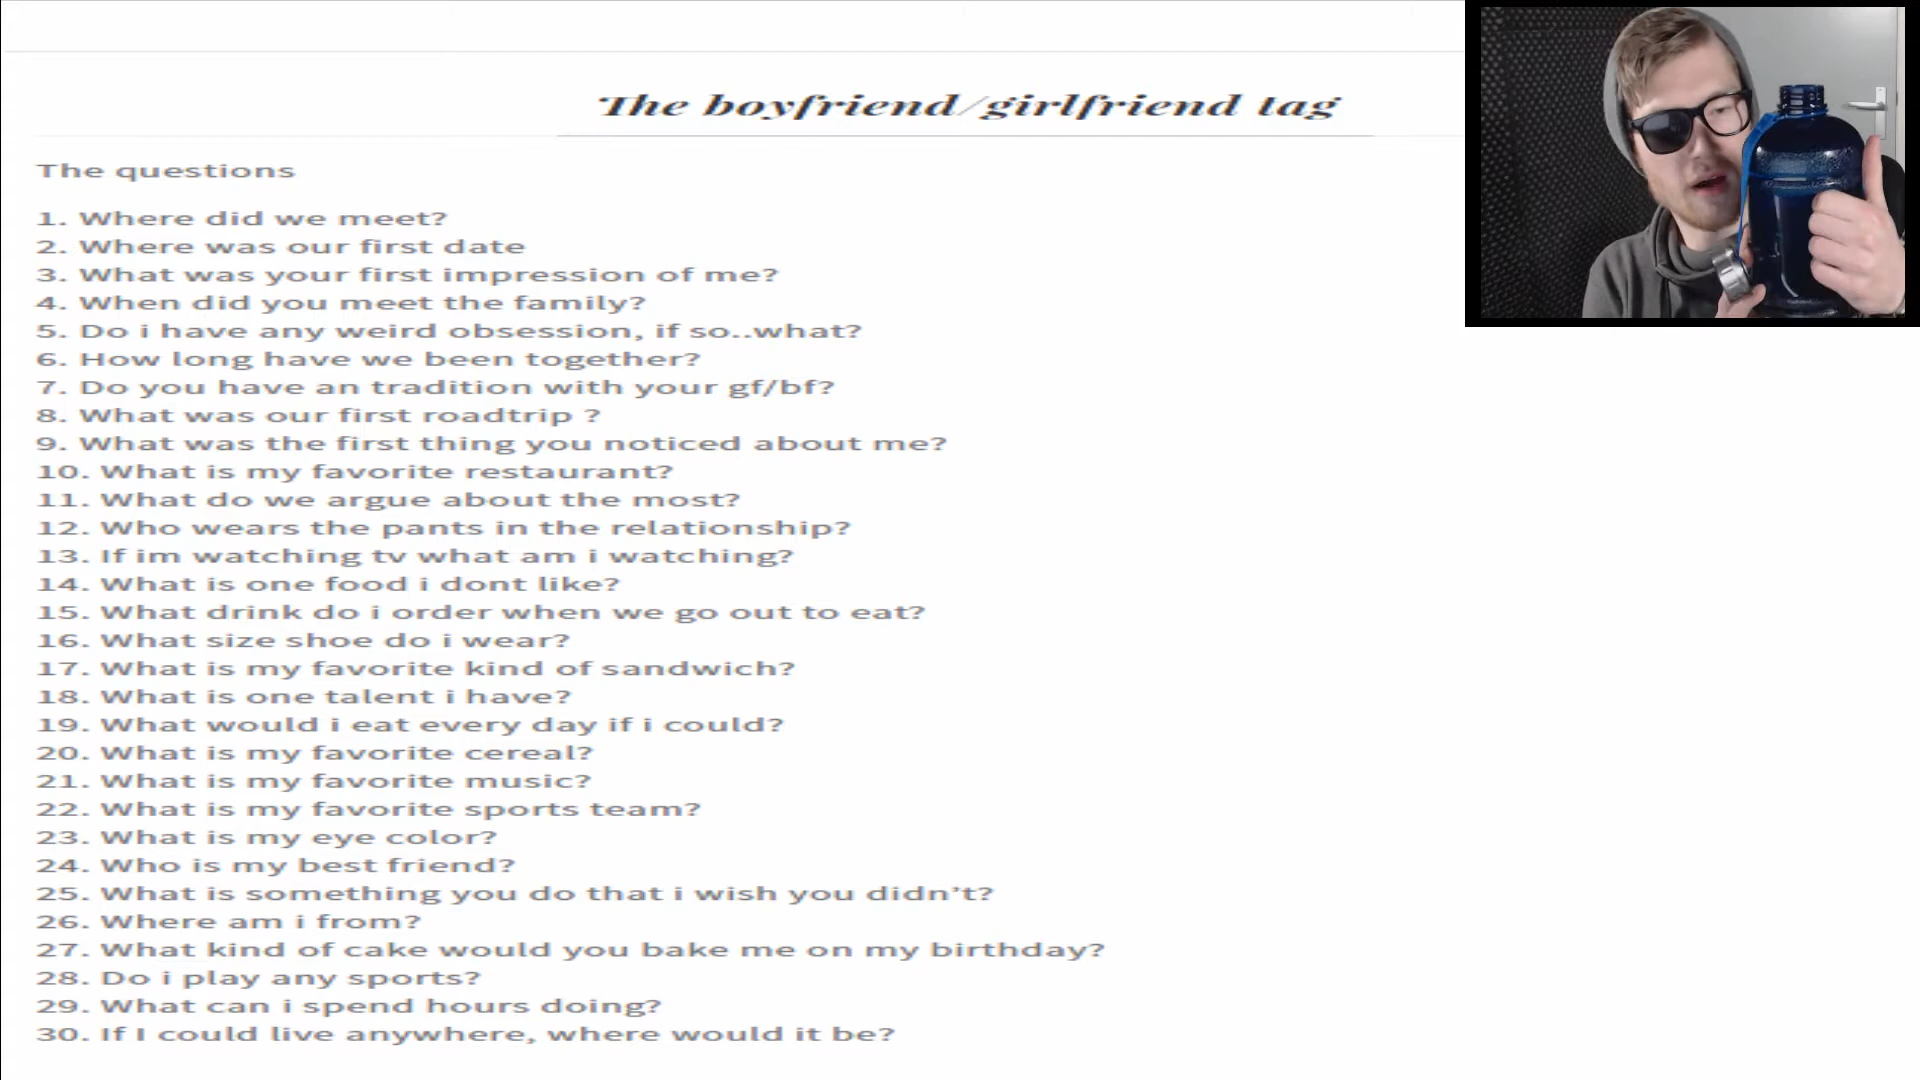 The boyfriend/girlfriend tag
The questions
1. Where did we meet?
2. Where was our first date
3. What was your first impression of me?
4. When did you meet the family?
5. Do i have any weird obsession, if so..what?
6. How long have we been together?
7. Do you have an tradition with your gf/bf?
8. What was our first roadtrip ?
9. What was the first thing you noticed about me?
10. What is my favorite restaurant?
11. What do we argue about the most?
12. Who wears the pants in the relationship?
13. If im watching tv what am i watching?
14. What is one food i dont like?
15. What drink do i order when we go out to eat?
16. What size shoe do i wear?
17. What is my favorite kind of sandwich?
18. What is one talent i have?
19. What would i eat every day if i could?
20. What is my favorite cereal?
21. What is my favorite music?
22. What is my favorite sports team?
23. What is my eye color?
24. Who is my best friend?
25. What is something you do that i wish you didn’t?
26. Where am i from?
27. What kind of cake would you bake me on my birthday?
28. Do i play any sports?
29. What can i spend hours doing?
30. If I could live anywhere, where would it be?